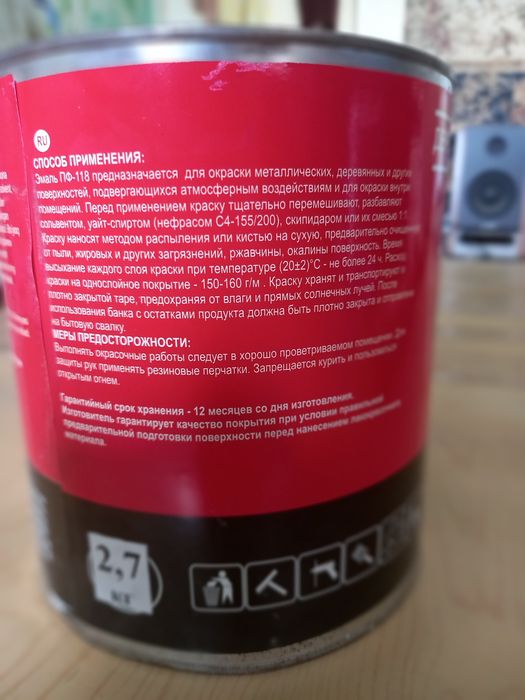 RU
СПОСОБ ПРИМЕНЕНИЯ:
Эмаль ПФ-118 предназначается для окраски металлических, деревянных и других
поверхностей, подвергающихся атмосферным воздействиям и для окраски внутри
помещений. Перед применением краску тщательно перемешивают, разбавляют
сольвентом, уайт-спиртом (нефрасом С4-155/200), скипидаром или их смесью 1:1.
Краску наносят методом распыления или кистью на сухую, предварительно очищенную
от пыли, жировых и других загрязнений, ржавчины, окалины поверхность. Время
высыхание каждого слоя краски при температуре (20±2)°С - не более 24 ч. Расход
краски на однослойное покрытие - 150-160 г/м . Краску хранят и транспортируют в
плотно закрытой таре, предохраняя от влаги и прямых солнечных лучей. После
использования банка с остатками продукта должна быть плотно закрыта и отправлена
на бытовую свалку.
МЕРЫ ПРЕДОСТОРОЖНОСТИ:
Выполнять окрасочные работы следует в хорошо проветриваемом помещении. Для
защиты рук применять резиновые перчатки. Запрещается курить и пользоваться
открытым огнем.
Гарантийный срок хранения - 12 месяцев со дня изготовления.
Изготовитель гарантирует качество покрытия при условии правильной
предварительной подготовки поверхности перед нанесением лакокрасочного
материала.
2,7
кг